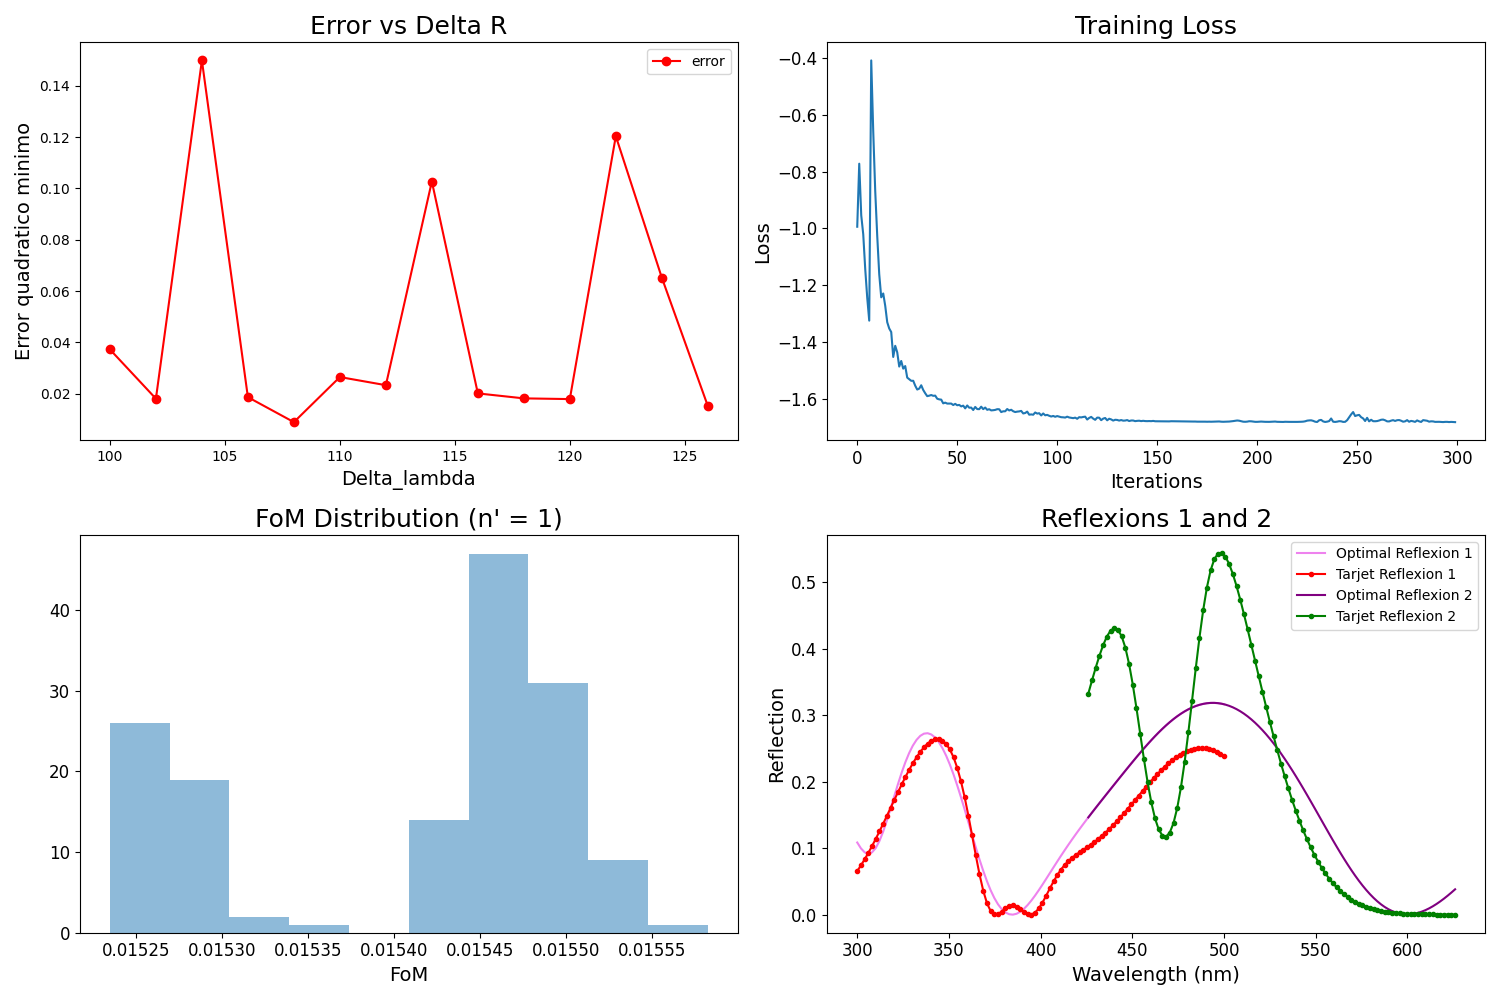 Error vs Delta R
error
Error quadratico minimo
0.14
0.12
0.10
0.08
0.06
0.04
0.02
100 105 110 115 120 125
Delta_lambda
Training Loss
Loss
−0.4
−0.6
−0.8
−1.0
−1.2
−1.4
−1.6
0 50 100 150 200 250 300
Iterations
FoM Distribution (n' = 1)
40
30
20
10
0
0.01525 0.01530 0.01535 0.01540 0.01545 0.01550 0.01555
FoM
Reflexions 1 and 2
Optimal Reflexion 1
Tarjet Reflexion 1
Optimal Reflexion 2
Tarjet Reflexion 2
Reflection
0.5
0.4
0.3
0.2
0.1
0.0
300 350 400 450 500 550 600
Wavelength (nm)